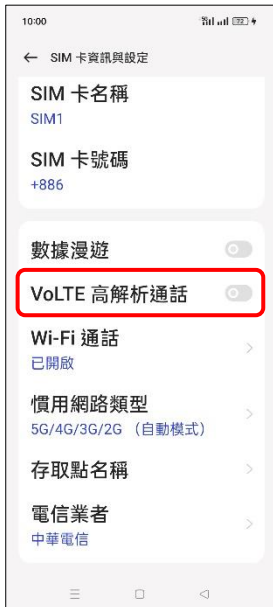 10:00
72
← SIM 卡資訊與設定
SIM 卡名稱
SIM1
SIM 卡號碼
+886
數據漫遊
VoLTE 高解析通話
Wi-Fi 通話
已開啟
慣用網路類型
5G/4G/3G/2G （自動模式）
存取點名稱
電信業者
中華電信